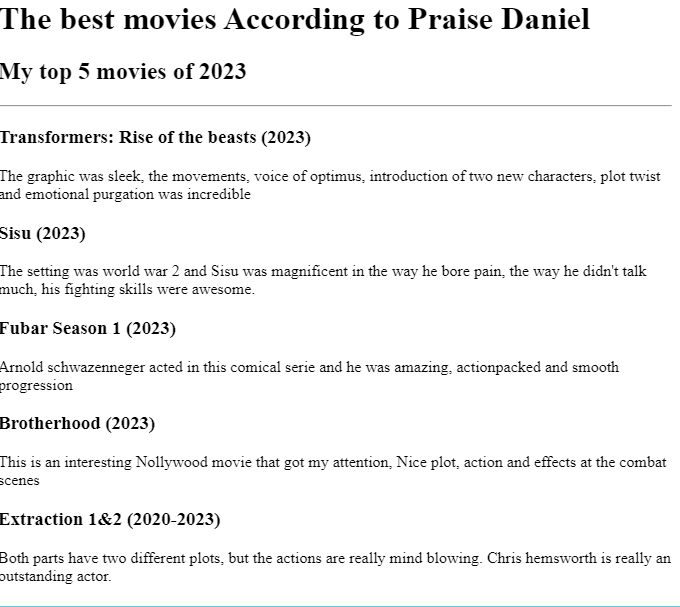 The best movies According to Praise Daniel
My top 5 movies of 2023
Transformers: Rise of the beasts (2023)
The graphic was sleek, the movements, voice of optimus, introduction of two new characters, plot twist
and emotional purgation was incredible
Sisu (2023)
The setting was world war 2 and Sisu was magnificent in the way he bore pain, the way he didn't talk
much, his fighting skills were awesome.
Fubar Season 1 (2023)
Arnold schwazenneger acted in this comical serie and he was amazing, actionpacked and smooth
progression
Brotherhood (2023)
This is an interesting Nollywood movie that got my attention, Nice plot, action and effects at the combat
scenes
Extraction 1&2 (2020-2023)
Both parts have two different plots, but the actions are really mind blowing. Chris hemsworth is really an
outstanding actor.